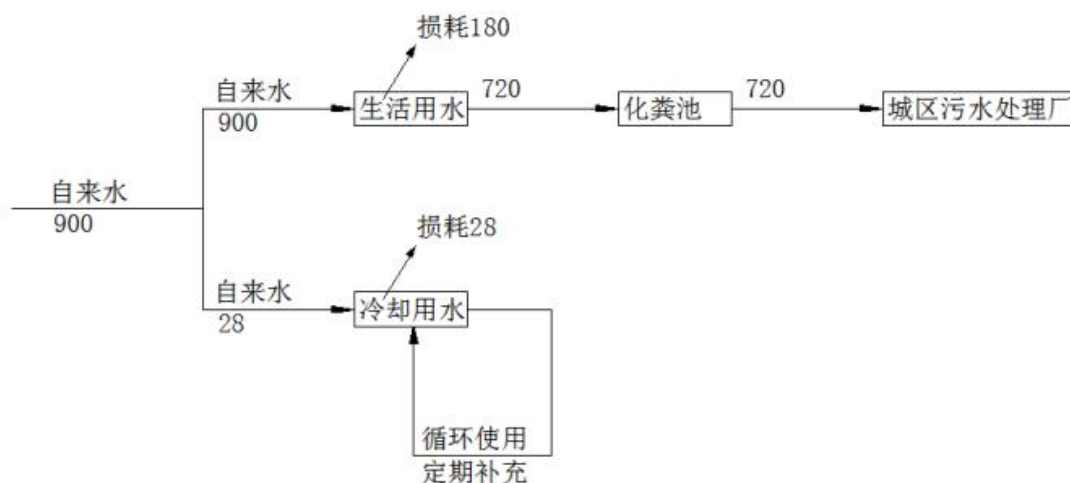 损耗180
自来水
900
生活用水
720
化粪池
720
城区污水处理厂
自来水
900
损耗28
自来水
28
冷却用水
循环使用
定期补充